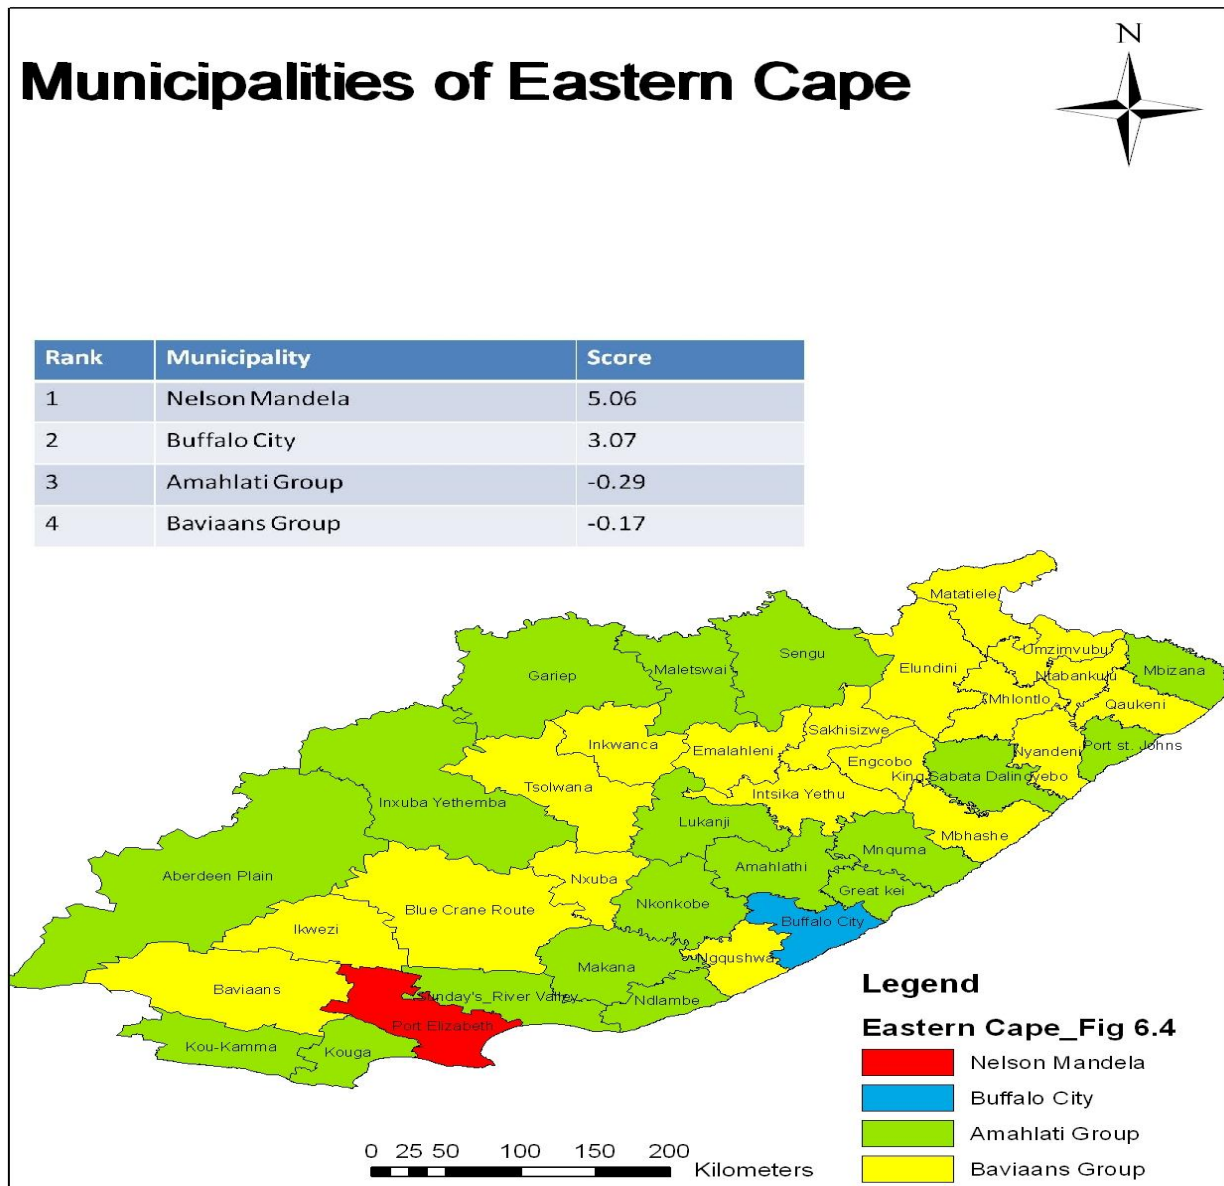 N
Municipalities of Eastern Cape
Rank Municipality Score
1 Nelson Mandela 5.06
2 Buffalo City 3.07
3 Amahlati Group -0.29
4 Baviaans Group -0.17
Matatiele
Umzimvubu
Sengu
Elundini
Ntabankulu
Mbizana
Gariep
Maletswai
Mhlontlo
Qaukeni
Sakhisizwe
Inkwanca
Emalahleni
Nyandeni
Port st. Johns
Engcobo
King Sabata Dalindyebo
Tsolwana
Intsika Yethu
Inxuba Yethemba
Lukanji
Mbhashe
Mnquma
Amahlathi
Aberdeen Plain
Nxuba
Great kei
Nkonkobe
Blue Crane Route
Buffalo City
Ikwezi
Ngqushwa
Makana
Baviaans
Sunday's_River Valley
Ndlambe
Port Elizabeth
Kou-Kamma
Kouga
Legend
Eastern Cape_Fig 6.4
Nelson Mandela
Buffalo City
Amahlati Group
Baviaans Group
0 25 50 100 150 200
Kilometers